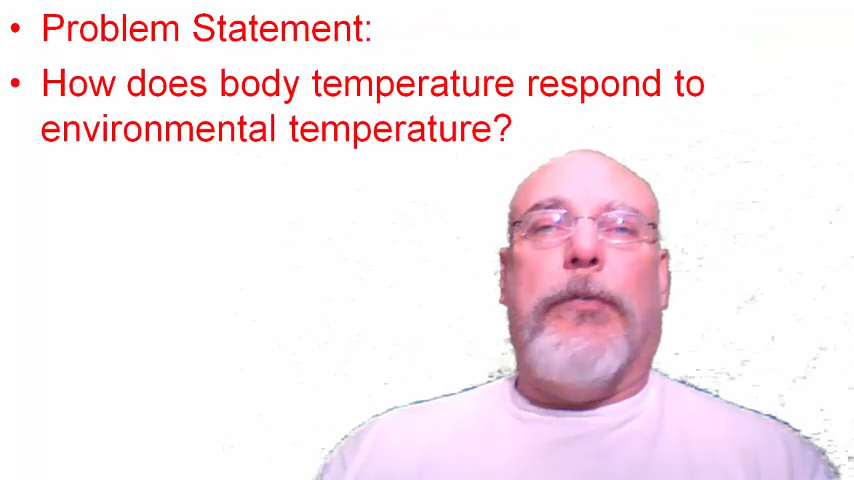 • Problem Statement:
• How does body temperature respond to
environmental temperature?